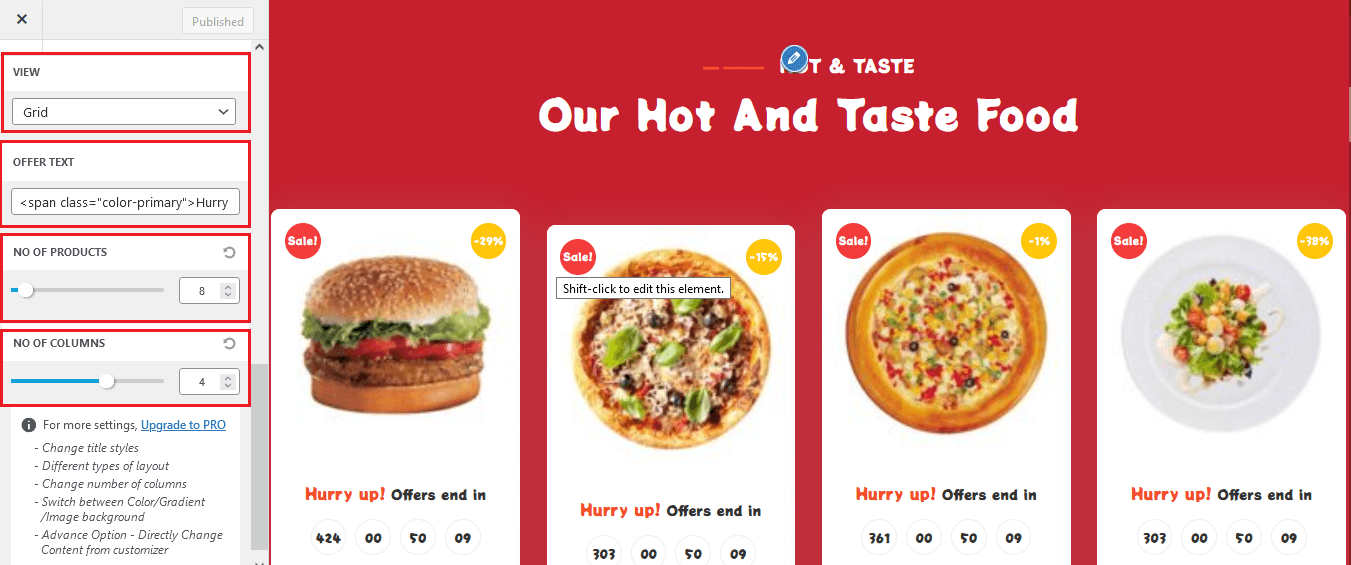 Published
VIEW
Grid
OFFER TEXT
<span class="color-primary">Hurry
NO OF PRODUCTS
8
NO OF COLUMNS
4
For more settings, Upgrade to PRO
- Change title styles
- Different types of layout
- Change number of columns
- Switch between Color/Gradient
/Image background
- Advance Option - Directly Change
Content from customizer
T & TASTE
Our Hot And Taste Food
Sale!
-29%
Hurry up! Offers end in
424 00 50 09
Sale!
-15%
Shift-click to edit this element.
Hurry up! Offers end in
303 00 50 09
Sale!
-1%
Hurry up! Offers end in
361 00 50 09
Sale!
-38%
Hurry up! Offers end in
303 00 50 09